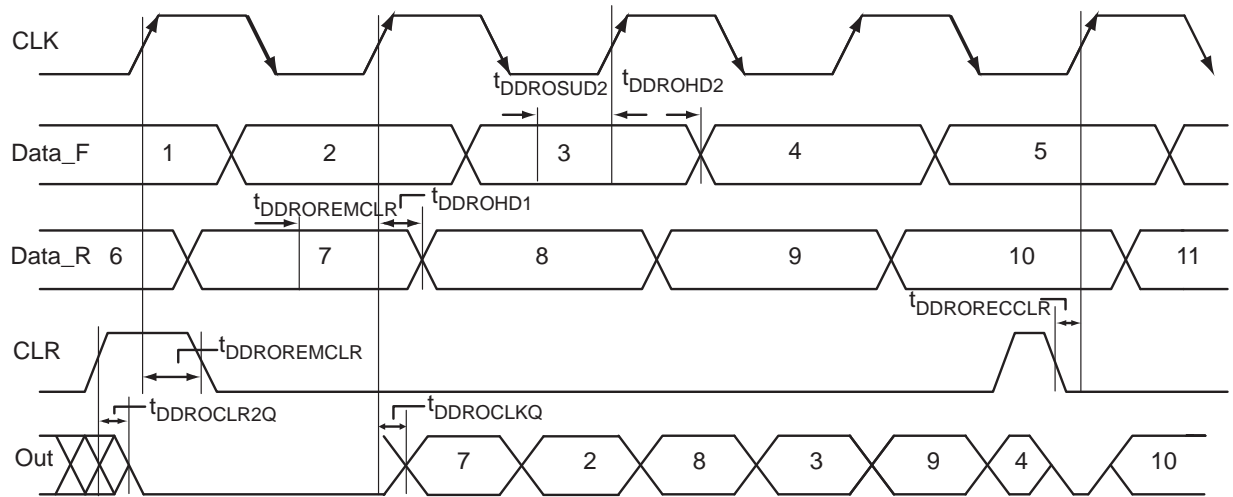 CLK
tDDROSUD2 tDDROHD2
Data_F 1 2 3 4 5
tDDROREMCLR tDDROHD1
Data_R 6 7 8 9 10 11
tDDRORECCLR
CLR
tDDROREMCLR
tDDROCLR2Q tDDROCLKQ
Out 7 2 8 3 9 4 10